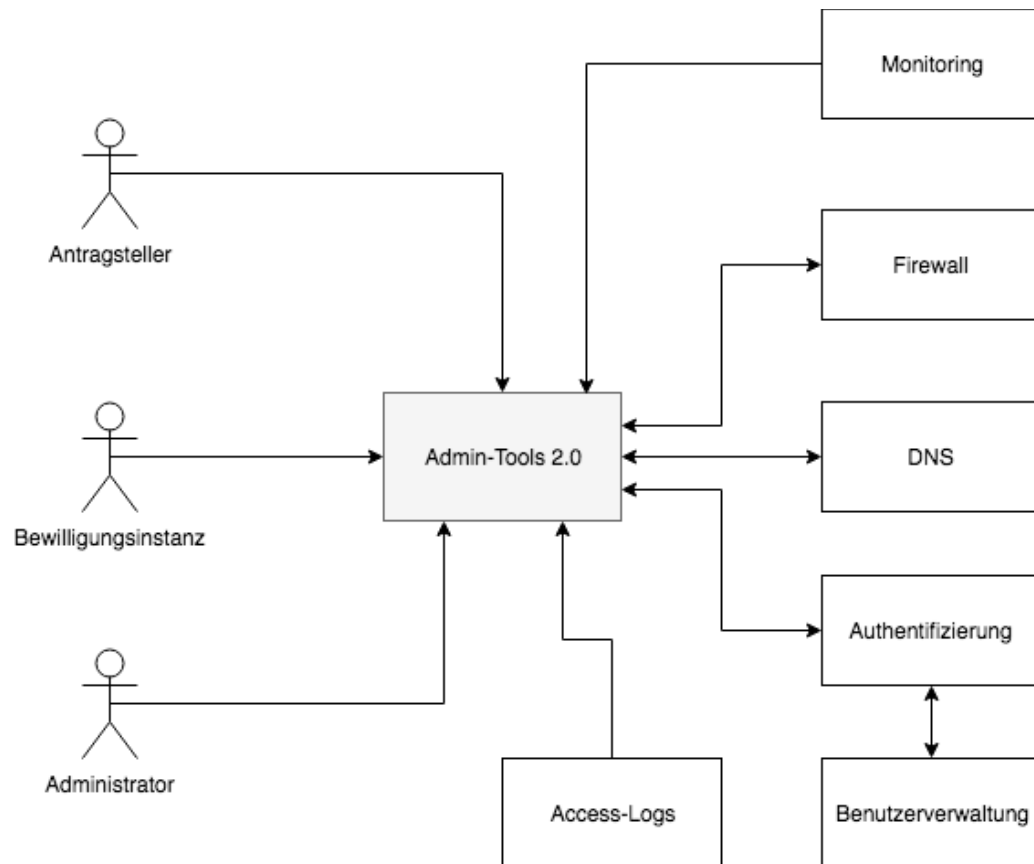 Monitoring
Antragsteller
Firewall
Admin-Tools 2.0
DNS
Bewilligungsinstanz
Authentifizierung
Administrator
Access-Logs
Benutzerverwaltung